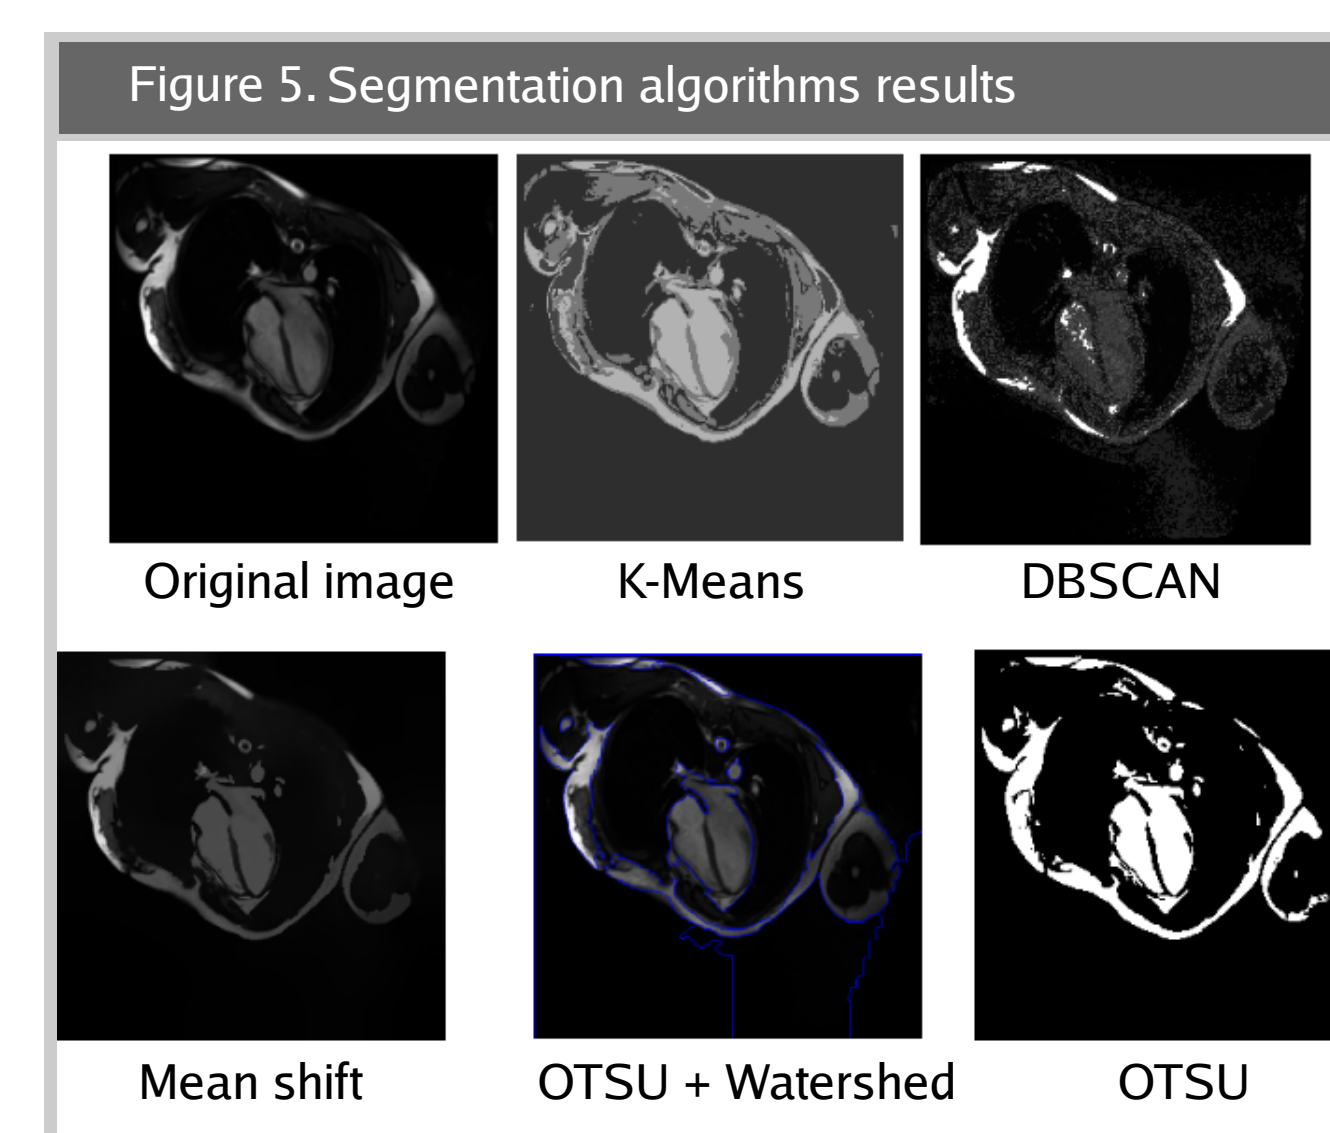 Figure 5. Segmentation algorithms results
Original image
K-Means
DBSCAN
Mean shift
OTSU + Watershed
OTSU